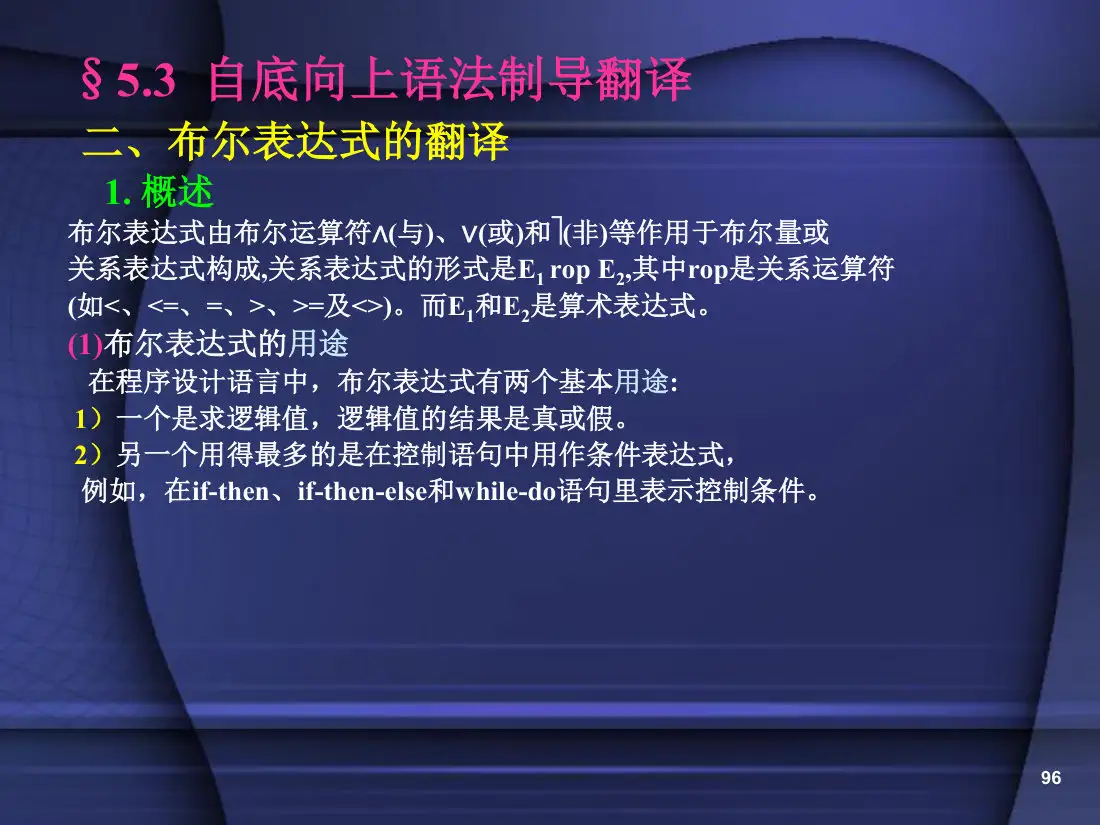 §5.3 自底向上语法制导翻译
二、布尔表达式的翻译
1. 概述
布尔表达式由布尔运算符∧(与)、∨(或)和⏋(非)等作用于布尔量或
关系表达式构成,关系表达式的形式是E₁ rop E₂,其中rop是关系运算符
(如<、<=、=、>、>=及<>)。而E₁和E₂是算术表达式。
(1)布尔表达式的用途
在程序设计语言中，布尔表达式有两个基本用途:
1）一个是求逻辑值，逻辑值的结果是真或假。
2）另一个用得最多的是在控制语句中用作条件表达式，
例如，在if-then、if-then-else和while-do语句里表示控制条件。
96